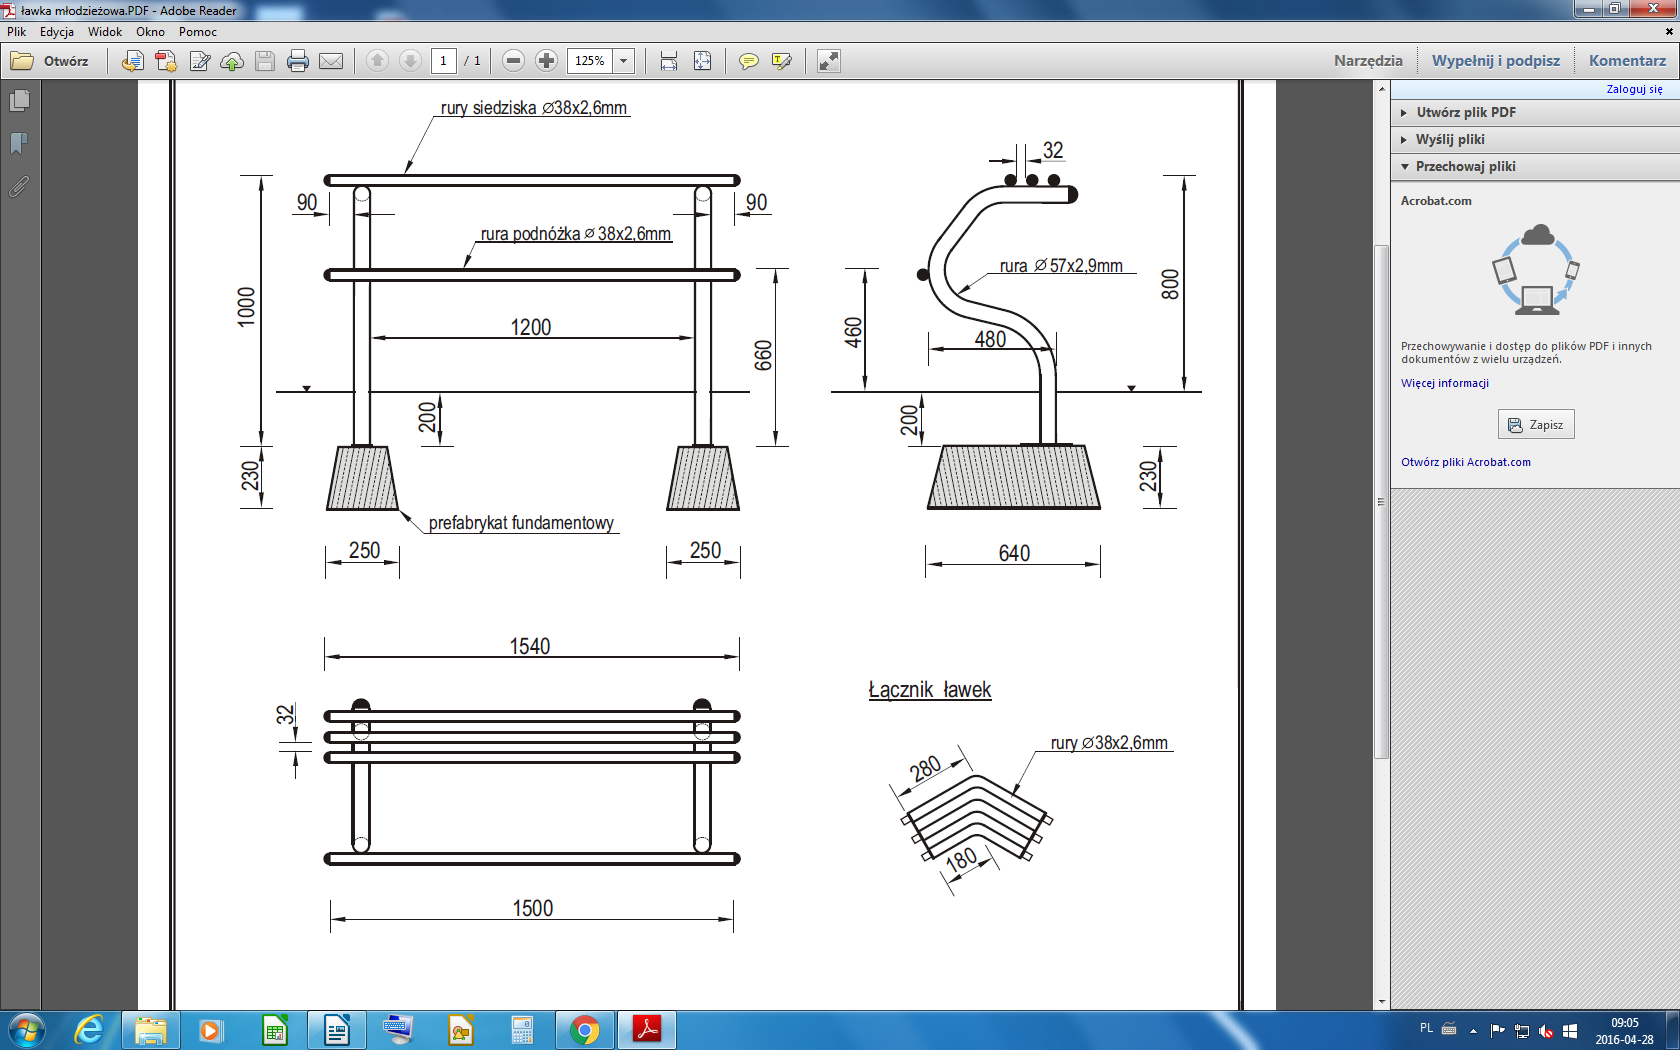 ławka młodzieżowa.PDF - Adobe Reader
Plik Edycja Widok Okno Pomoc
Otwórz 1 / 1 125% Narzędzia Wypełnij i podpisz Komentarz
Zaloguj się
Utwórz plik PDF
Wyślij pliki
Przechowaj pliki
Acrobat.com
Przechowywanie i dostęp do plików PDF i innych
dokumentów z wielu urządzeń.
Więcej informacji
Zapisz
Otwórz pliki Acrobat.com
rury siedziska ∅38x2,6mm
90
90
rura podnóżka ∅ 38x2,6mm
1000
1200
660
200
230
prefabrykat fundamentowy
250
250
32
rura ∅57x2,9mm
800
460
480
200
230
640
1540
32
1500
Łącznik ławek
rury ∅38x2,6mm
280
180
PL
09:05
2016-04-28